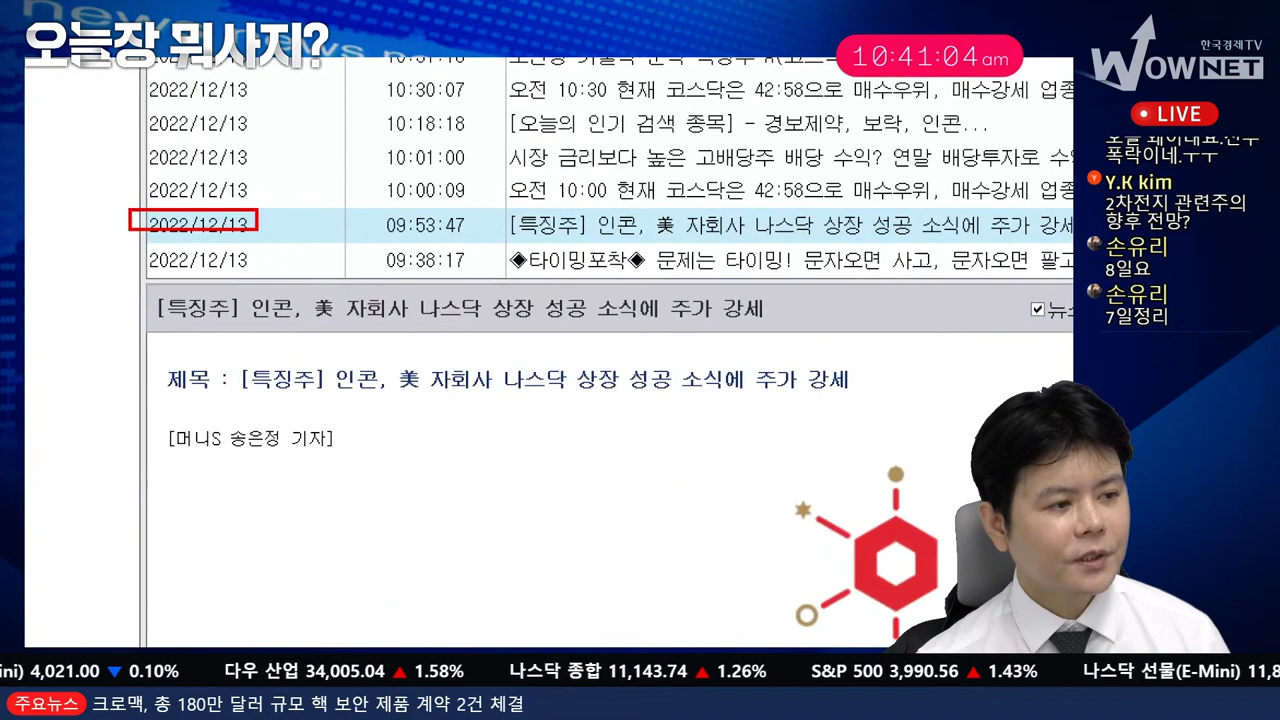 오늘장 뭐사지?
10:41:04 am
한국경제TV
WOWNET
LIVE
2022/12/13 10:30:07 오전 10:30 현재 코스닥은 42:58으로 매수우위, 매수강세 업종
2022/12/13 10:18:18 [오늘의 인기 검색 종목] - 경보제약, 보락, 인콘...
2022/12/13 10:01:00 시장 금리보다 높은 고배당주 배당 수익? 연말 배당투자로 수
2022/12/13 10:00:09 오전 10:00 현재 코스닥은 42:58으로 매수우위, 매수강세 업종
2022/12/13 09:53:47 [특징주] 인콘, 美 자회사 나스닥 상장 성공 소식에 주가 강세
2022/12/13 09:38:17 ◈타이밍포착◈ 문제는 타이밍! 문자오면 사고, 문자오면 팔고
[특징주] 인콘, 美 자회사 나스닥 상장 성공 소식에 주가 강세
뉴스
제목 : [특징주] 인콘, 美 자회사 나스닥 상장 성공 소식에 주가 강세
[머니S 송은정 기자]
폭락이네.ㅜㅜ
Y
Y.K kim
2차전지 관련주의
향후 전망?
손유리
8일요
손유리
7일정리
ini) 4,021.00 ▼ 0.10% 다우 산업 34,005.04 ▲ 1.58% 나스닥 종합 11,143.74 ▲ 1.26% S&P 500 3,990.56 ▲ 1.43% 나스닥 선물(E-Mini) 11,8
주요뉴스 크로맥, 총 180만 달러 규모 핵 보안 제품 계약 2건 체결